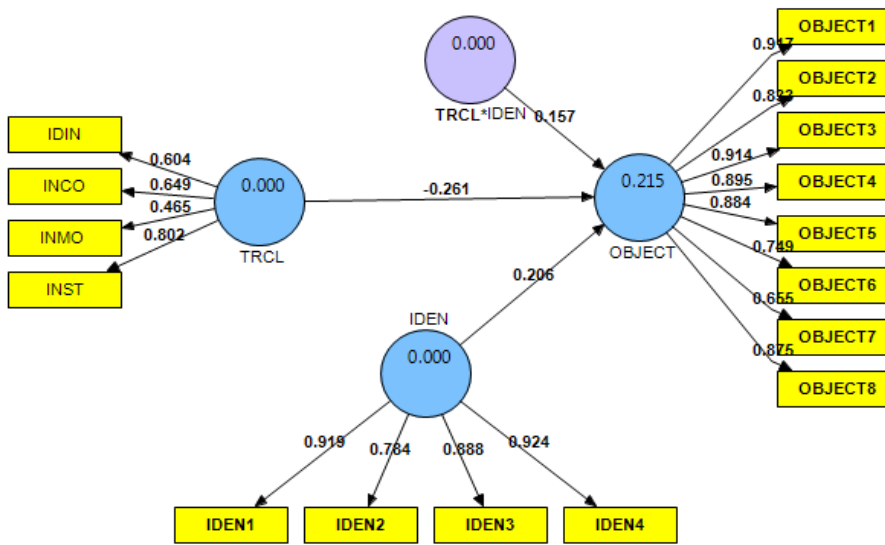 0.000
TRCL*IDEN
0.157
OBJECT1
OBJECT2
OBJECT3
OBJECT4
OBJECT5
OBJECT6
OBJECT7
OBJECT8
0.917
0.914
0.895
0.884
0.749
0.655
0.875
0.215
OBJECT
IDIN
INCO
INMO
INST
0.604
0.649
0.465
0.802
0.000
TRCL
-0.261
0.206
IDEN
0.000
0.919
0.784
0.888
0.924
IDEN1
IDEN2
IDEN3
IDEN4